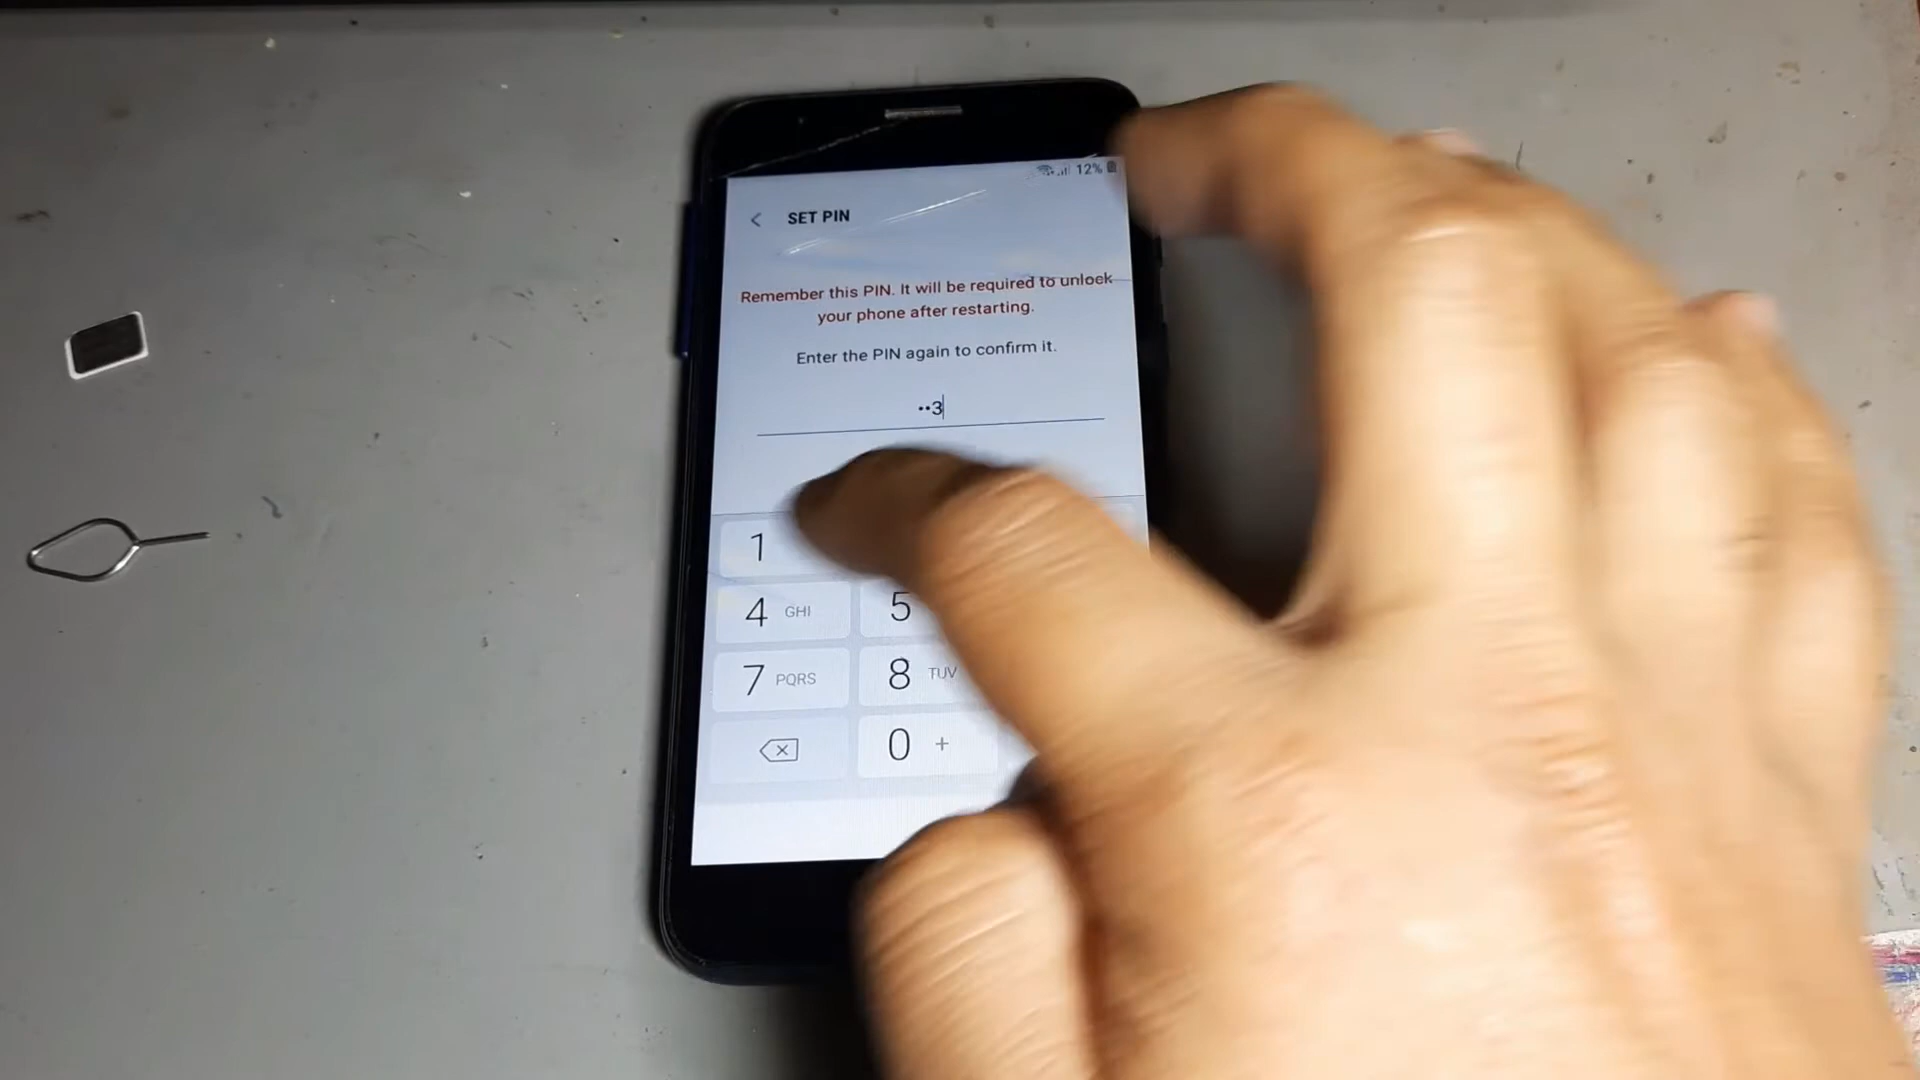 12%
SET PIN
Remember this PIN. It will be required to unlock
your phone after restarting.
Enter the PIN again to confirm it.
••3
1
4 GHI
5
7 PQRS
8 TUV
0 +